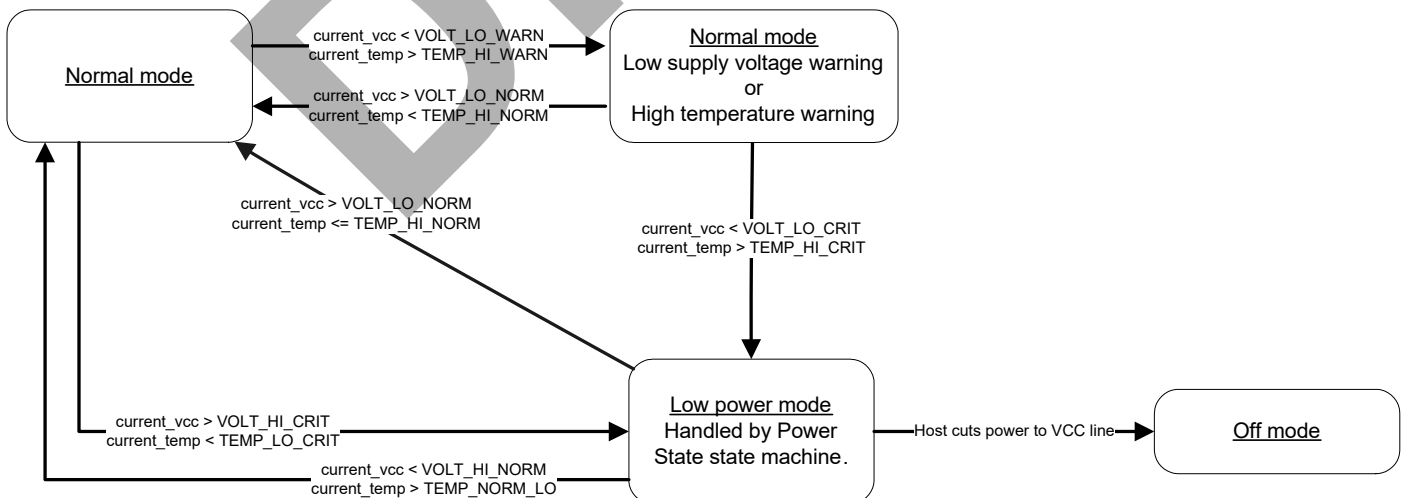 current_vcc < VOLT_LO_WARN
current_temp > TEMP_HI_WARN
Normal mode
Normal mode
Low supply voltage warning
or
High temperature warning
current_vcc > VOLT_LO_NORM
current_temp < TEMP_HI_NORM
current_vcc > VOLT_LO_NORM
current_temp <= TEMP_HI_NORM
current_vcc < VOLT_LO_CRIT
current_temp > TEMP_HI_CRIT
current_vcc > VOLT_HI_CRIT
current_temp < TEMP_LO_CRIT
Low power mode
Handled by Power
State state machine.
Host cuts power to VCC line
Off mode
current_vcc < VOLT_HI_NORM
current_temp > TEMP_NORM_LO